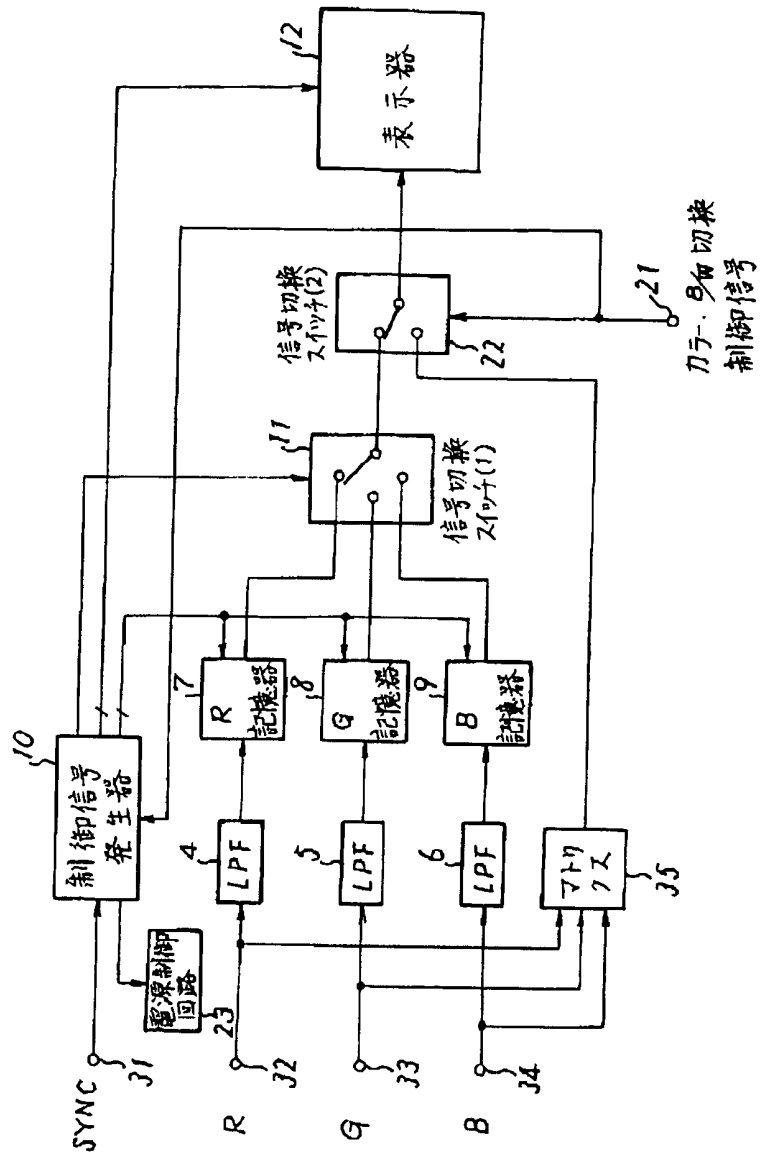 SYNC
31
10
制御信号
発生器
電源制御
回路
23
R
32
4
LPF
7
R
記憶器
G
33
5
LPF
8
G
記憶器
B
34
6
LPF
9
B
記憶器
マトリ
クス
35
11
信号切換
スイッチ(1)
信号切換
スイッチ(2)
22
12
表示器
21
カラー・B/W切換
制御信号